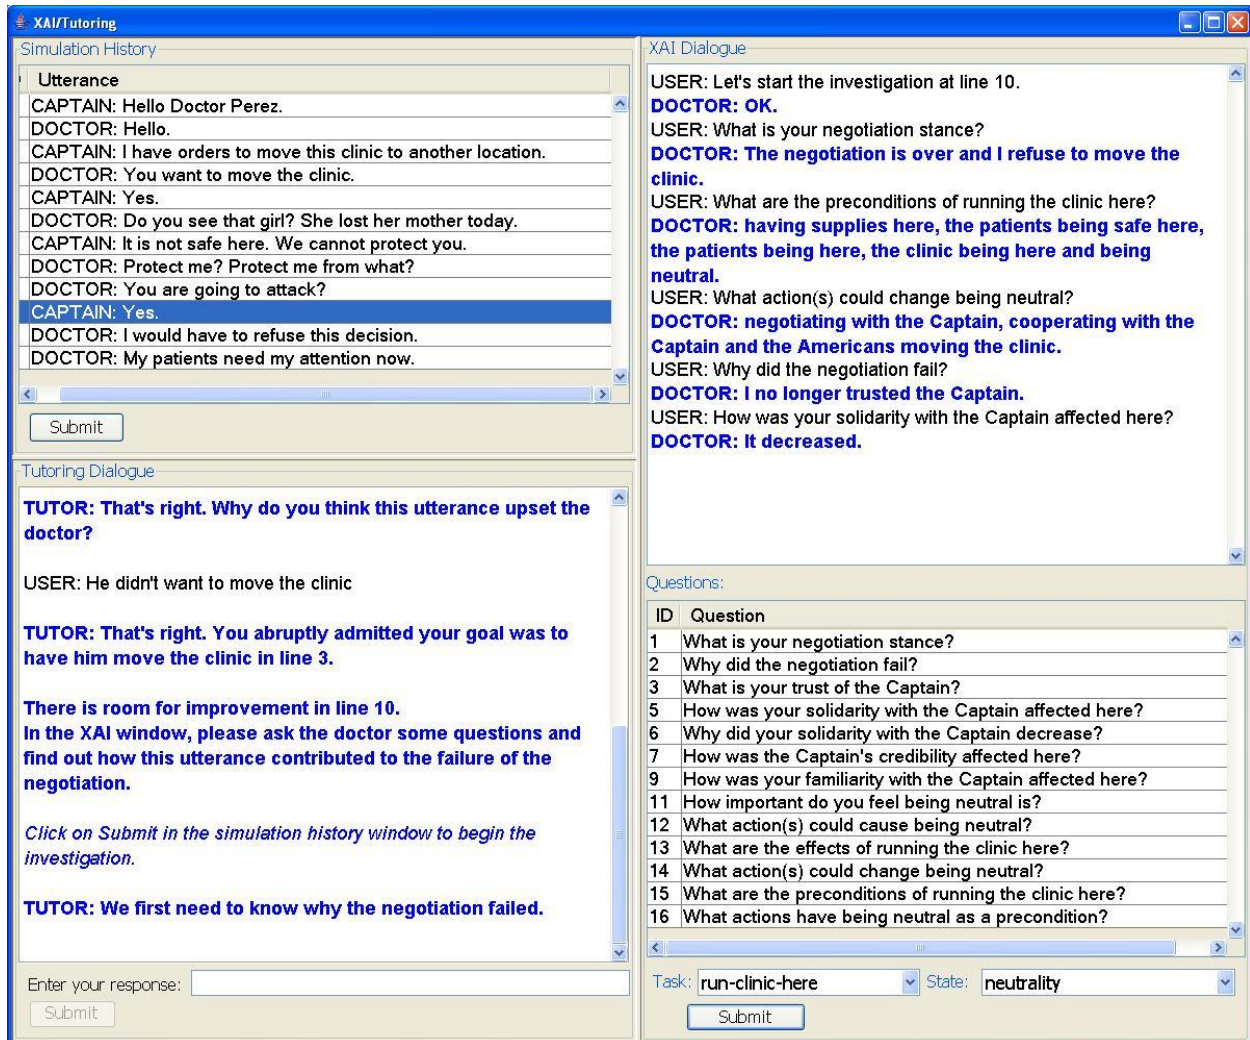 XAI/Tutoring
Simulation History
Utterance
CAPTAIN: Hello Doctor Perez.
DOCTOR: Hello.
CAPTAIN: I have orders to move this clinic to another location.
DOCTOR: You want to move the clinic.
CAPTAIN: Yes.
DOCTOR: Do you see that girl? She lost her mother today.
CAPTAIN: It is not safe here. We cannot protect you.
DOCTOR: Protect me? Protect me from what?
DOCTOR: You are going to attack?
CAPTAIN: Yes.
DOCTOR: I would have to refuse this decision.
DOCTOR: My patients need my attention now.
Submit
Tutoring Dialogue
TUTOR: That's right. Why do you think this utterance upset the
doctor?
USER: He didn't want to move the clinic
TUTOR: That's right. You abruptly admitted your goal was to
have him move the clinic in line 3.
There is room for improvement in line 10.
In the XAI window, please ask the doctor some questions and
find out how this utterance contributed to the failure of the
negotiation.
Click on Submit in the simulation history window to begin the
investigation.
TUTOR: We first need to know why the negotiation failed.
Enter your response:
Submit
XAI Dialogue
USER: Let's start the investigation at line 10.
DOCTOR: OK.
USER: What is your negotiation stance?
DOCTOR: The negotiation is over and I refuse to move the
clinic.
USER: What are the preconditions of running the clinic here?
DOCTOR: having supplies here, the patients being safe here,
the patients being here, the clinic being here and being
neutral.
USER: What action(s) could change being neutral?
DOCTOR: negotiating with the Captain, cooperating with the
Captain and the Americans moving the clinic.
USER: Why did the negotiation fail?
DOCTOR: I no longer trusted the Captain.
USER: How was your solidarity with the Captain affected here?
DOCTOR: It decreased.
Questions:
ID Question
1 What is your negotiation stance?
2 Why did the negotiation fail?
3 What is your trust of the Captain?
5 How was your solidarity with the Captain affected here?
6 Why did your solidarity with the Captain decrease?
7 How was the Captain's credibility affected here?
9 How was your familiarity with the Captain affected here?
11 How important do you feel being neutral is?
12 What action(s) could cause being neutral?
13 What are the effects of running the clinic here?
14 What action(s) could change being neutral?
15 What are the preconditions of running the clinic here?
16 What actions have being neutral as a precondition?
Task: run-clinic-here State: neutrality
Submit